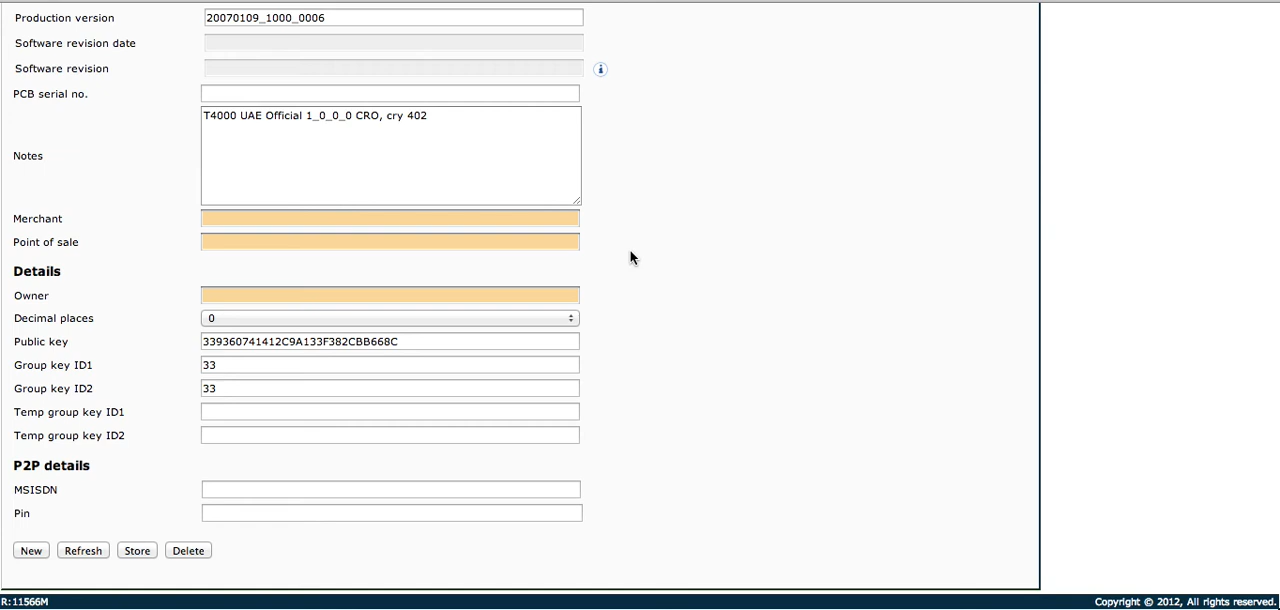 Production version 20070109_1000_0006
Software revision date
Software revision
PCB serial no.
T4000 UAE Official 1_0_0_0 CRO, cry 402
Notes
Merchant
Point of sale
Details
Owner
Decimal places 0
Public key 339360741412C9A133F382CBB668C
Group key ID1 33
Group key ID2 33
Temp group key ID1
Temp group key ID2
P2P details
MSISDN
Pin
New Refresh Store Delete
R:11566M Copyright © 2012, All rights reserved.